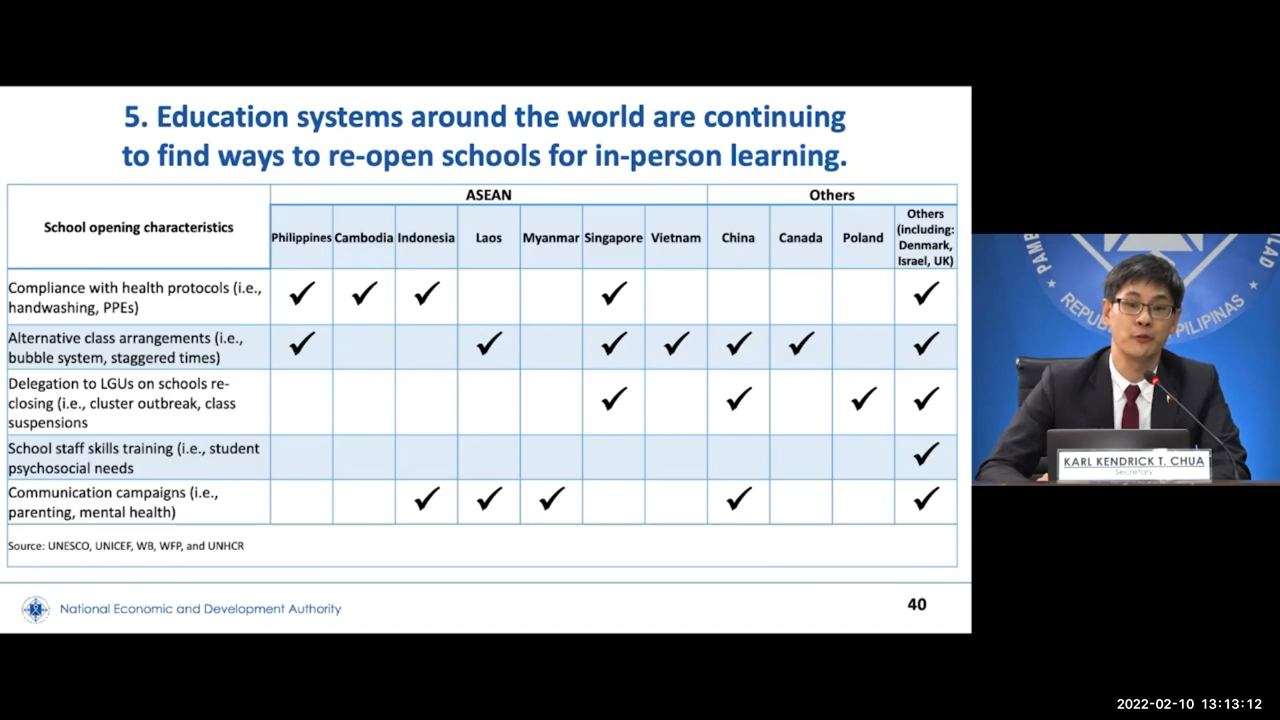 5. Education systems around the world are continuing
to find ways to re-open schools for in-person learning.
School opening characteristics
ASEAN
Others
Philippines
Cambodia
Indonesia
Laos
Myanmar
Singapore
Vietnam
China
Canada
Poland
Others
(including:
Denmark,
Israel, UK)
Compliance with health protocols (i.e.,
handwashing, PPEs)
Alternative class arrangements (i.e.,
bubble system, staggered times)
Delegation to LGUs on schools re-
closing (i.e., cluster outbreak, class
suspensions
School staff skills training (i.e., student
psychosocial needs
Communication campaigns (i.e.,
parenting, mental health)
Source: UNESCO, UNICEF, WB, WFP, and UNHCR
National Economic and Development Authority
40
KARL KENDRICK T. CHUA
Secretary
2022-02-10 13:13:12